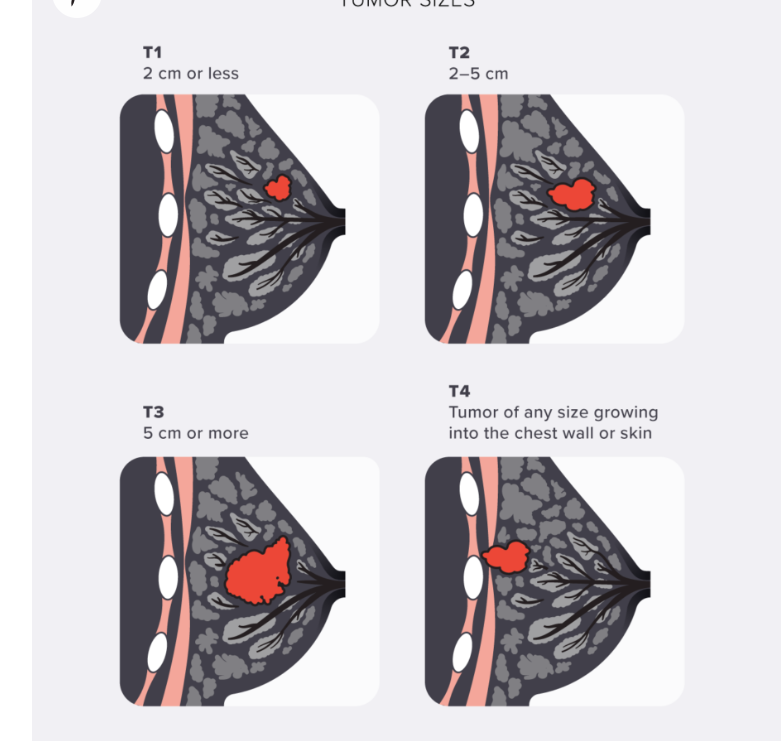 TUMOR SIZES
T1
2 cm or less
T2
2–5 cm
T3
5 cm or more
T4
Tumor of any size growing
into the chest wall or skin